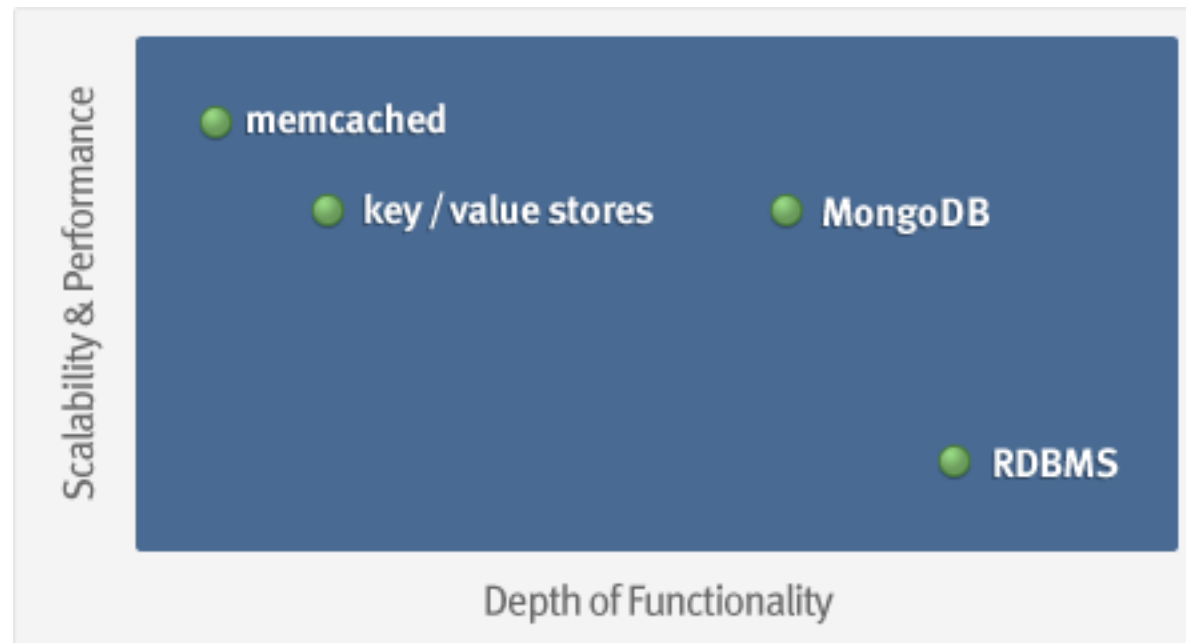 Scalability & Performance
memcached
key / value stores
MongoDB
RDBMS
Depth of Functionality